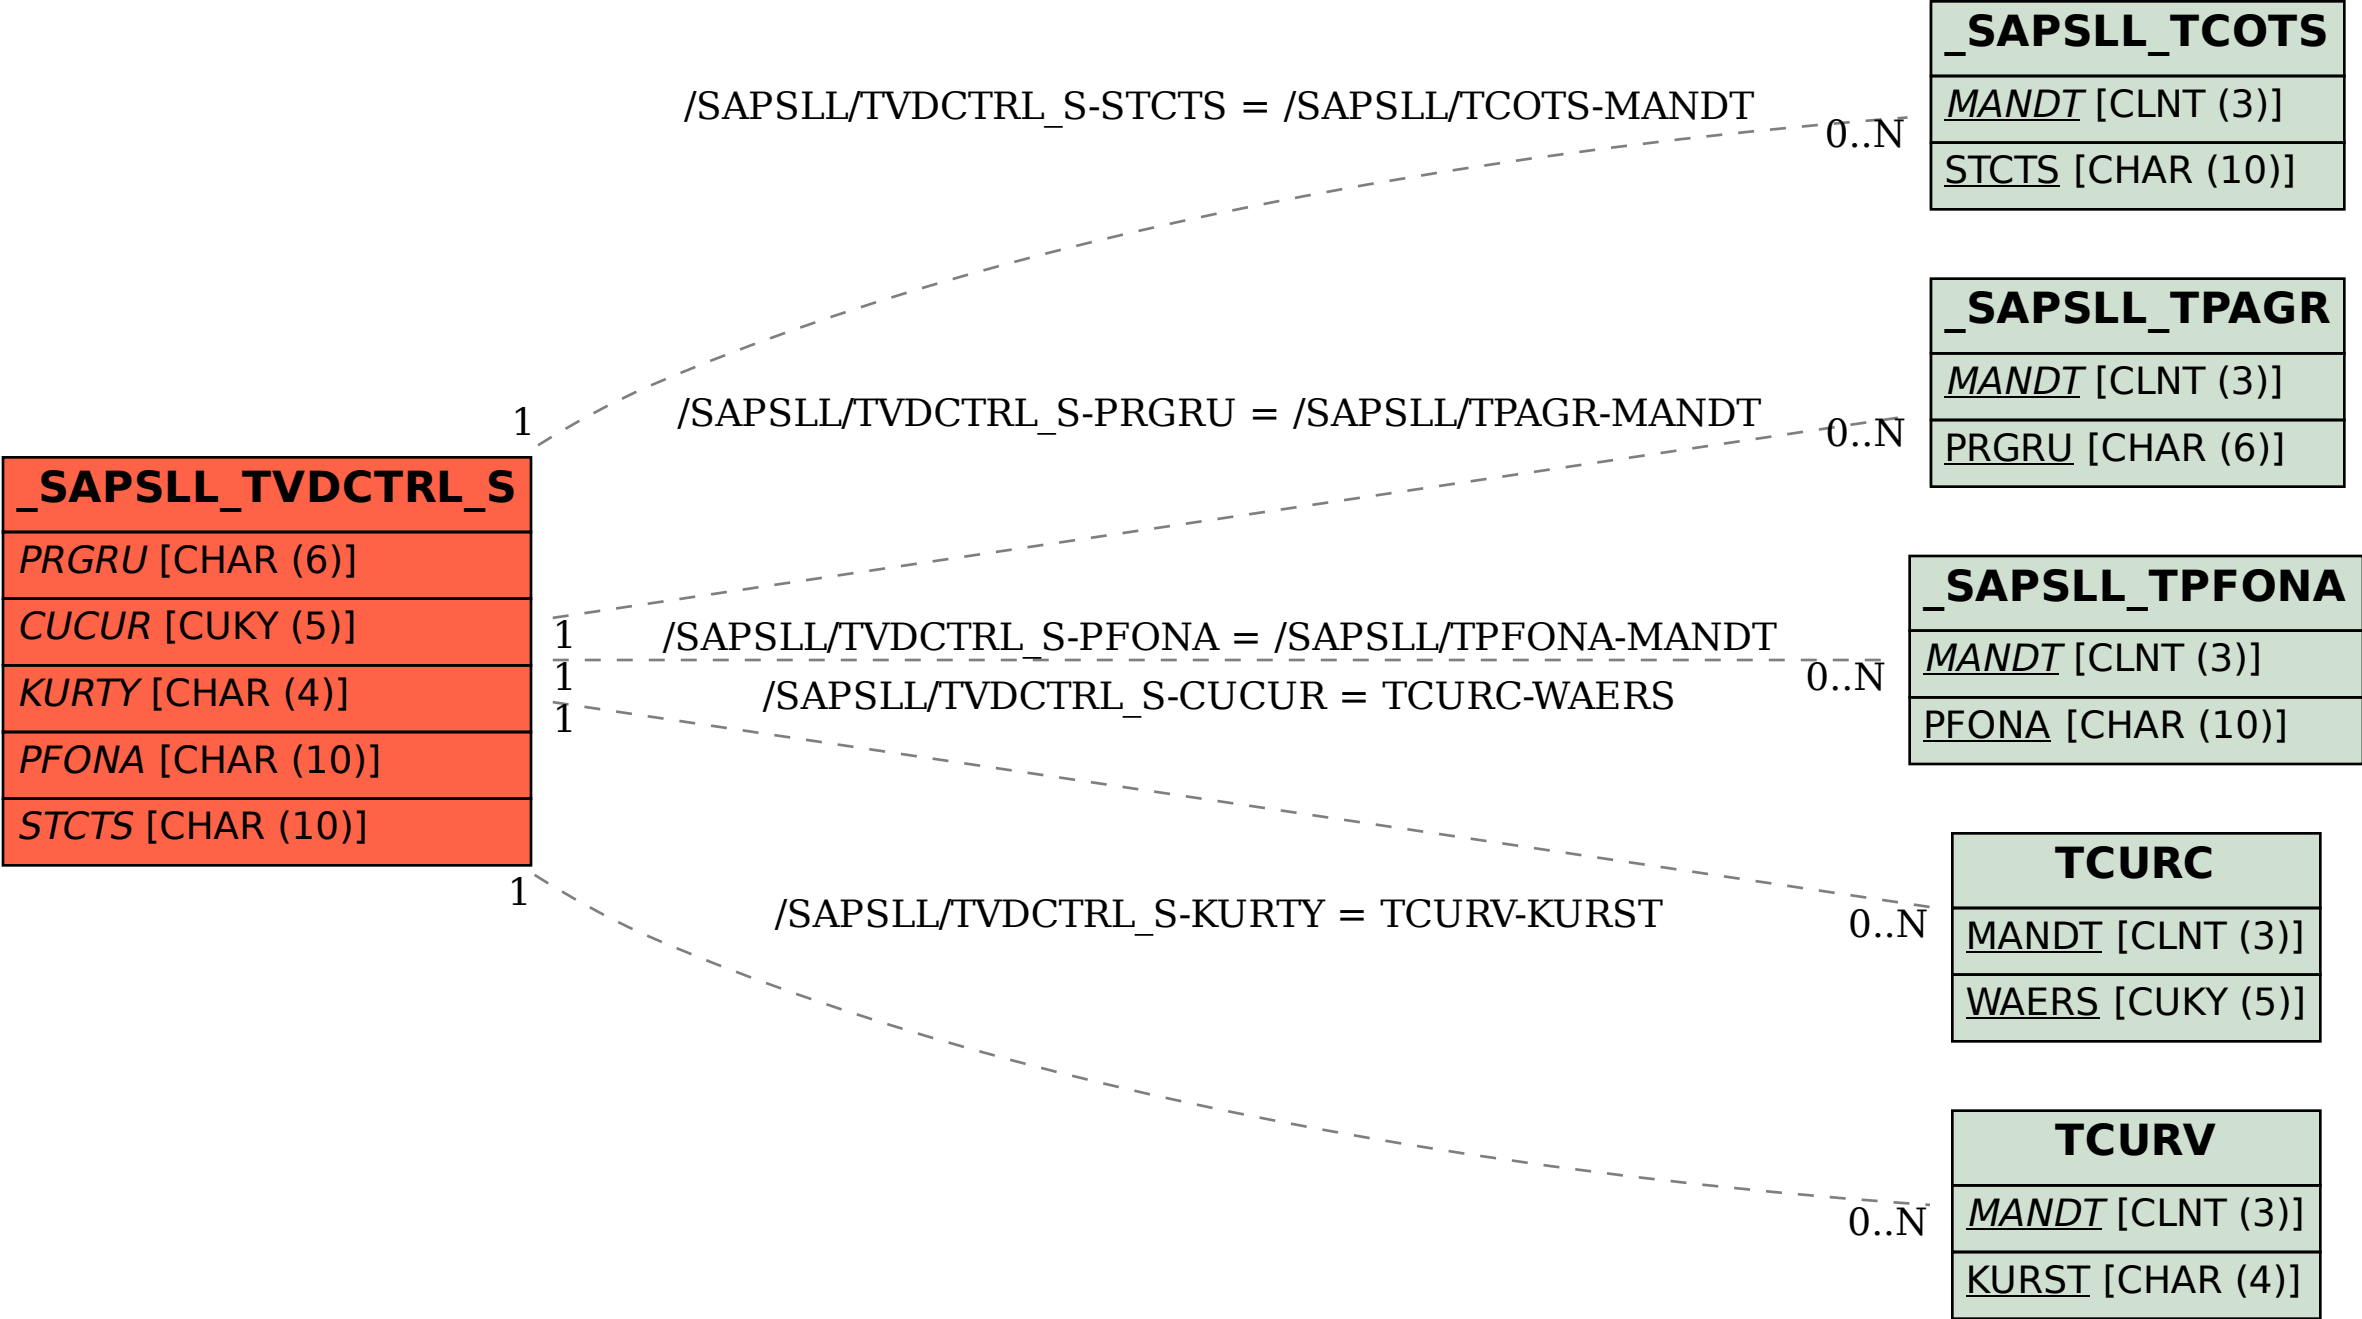 _SAPSLL_TVDCTRL_S
PRGRU [CHAR (6)]
CUCUR [CUKY (5)]
KURTY [CHAR (4)]
PFONA [CHAR (10)]
STCTS [CHAR (10)]
/SAPSLL/TVDCTRL_S-STCTS = /SAPSLL/TCOTS-MANDT
1
0..N
/SAPSLL/TVDCTRL_S-PRGRU = /SAPSLL/TPAGR-MANDT
1
0..N
/SAPSLL/TVDCTRL_S-PFONA = /SAPSLL/TPFONA-MANDT
1
0..N
/SAPSLL/TVDCTRL_S-CUCUR = TCURC-WAERS
1
0..N
/SAPSLL/TVDCTRL_S-KURTY = TCURV-KURST
1
0..N
_SAPSLL_TCOTS
MANDT [CLNT (3)]
STCTS [CHAR (10)]
_SAPSLL_TPAGR
MANDT [CLNT (3)]
PRGRU [CHAR (6)]
_SAPSLL_TPFONA
MANDT [CLNT (3)]
PFONA [CHAR (10)]
TCURC
MANDT [CLNT (3)]
WAERS [CUKY (5)]
TCURV
MANDT [CLNT (3)]
KURST [CHAR (4)]